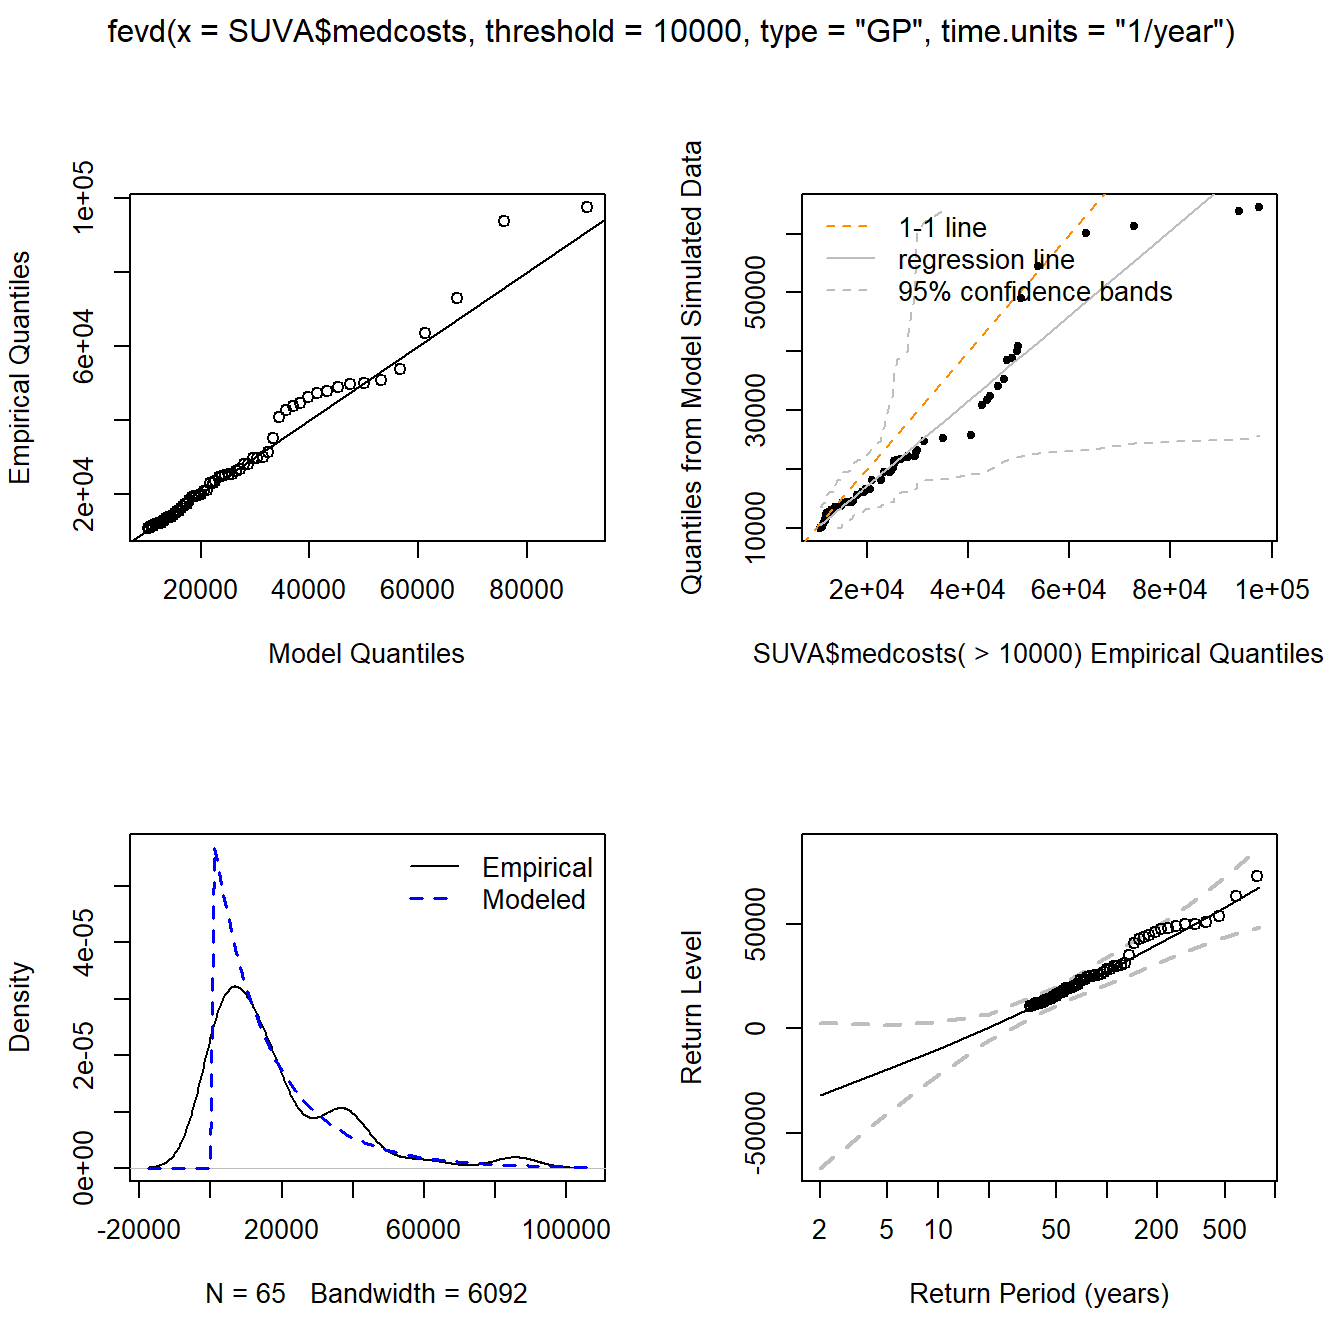 fevd(x = SUVA$medcosts, threshold = 10000, type = "GP", time.units = "1/year")
Empirical Quantiles
1e+05
6e+04
2e+04
20000 40000 60000 80000
Model Quantiles
Quantiles from Model Simulated Data
50000
30000
10000
1-1 line
regression line
95% confidence bands
2e+04 4e+04 6e+04 8e+04 1e+05
SUVA$medcosts( > 10000) Empirical Quantiles
Density
4e-05
2e-05
0e+00
Empirical
Modeled
-20000 20000 60000 100000
N = 65 Bandwidth = 6092
Return Level
50000
0
-50000
2 5 10 50 200 500
Return Period (years)